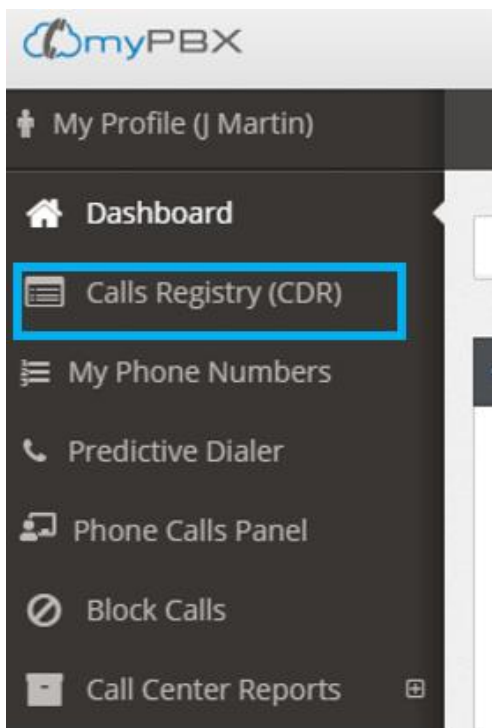 myPBX
My Profile (J Martin)
Dashboard
Calls Registry (CDR)
My Phone Numbers
Predictive Dialer
Phone Calls Panel
Block Calls
Call Center Reports